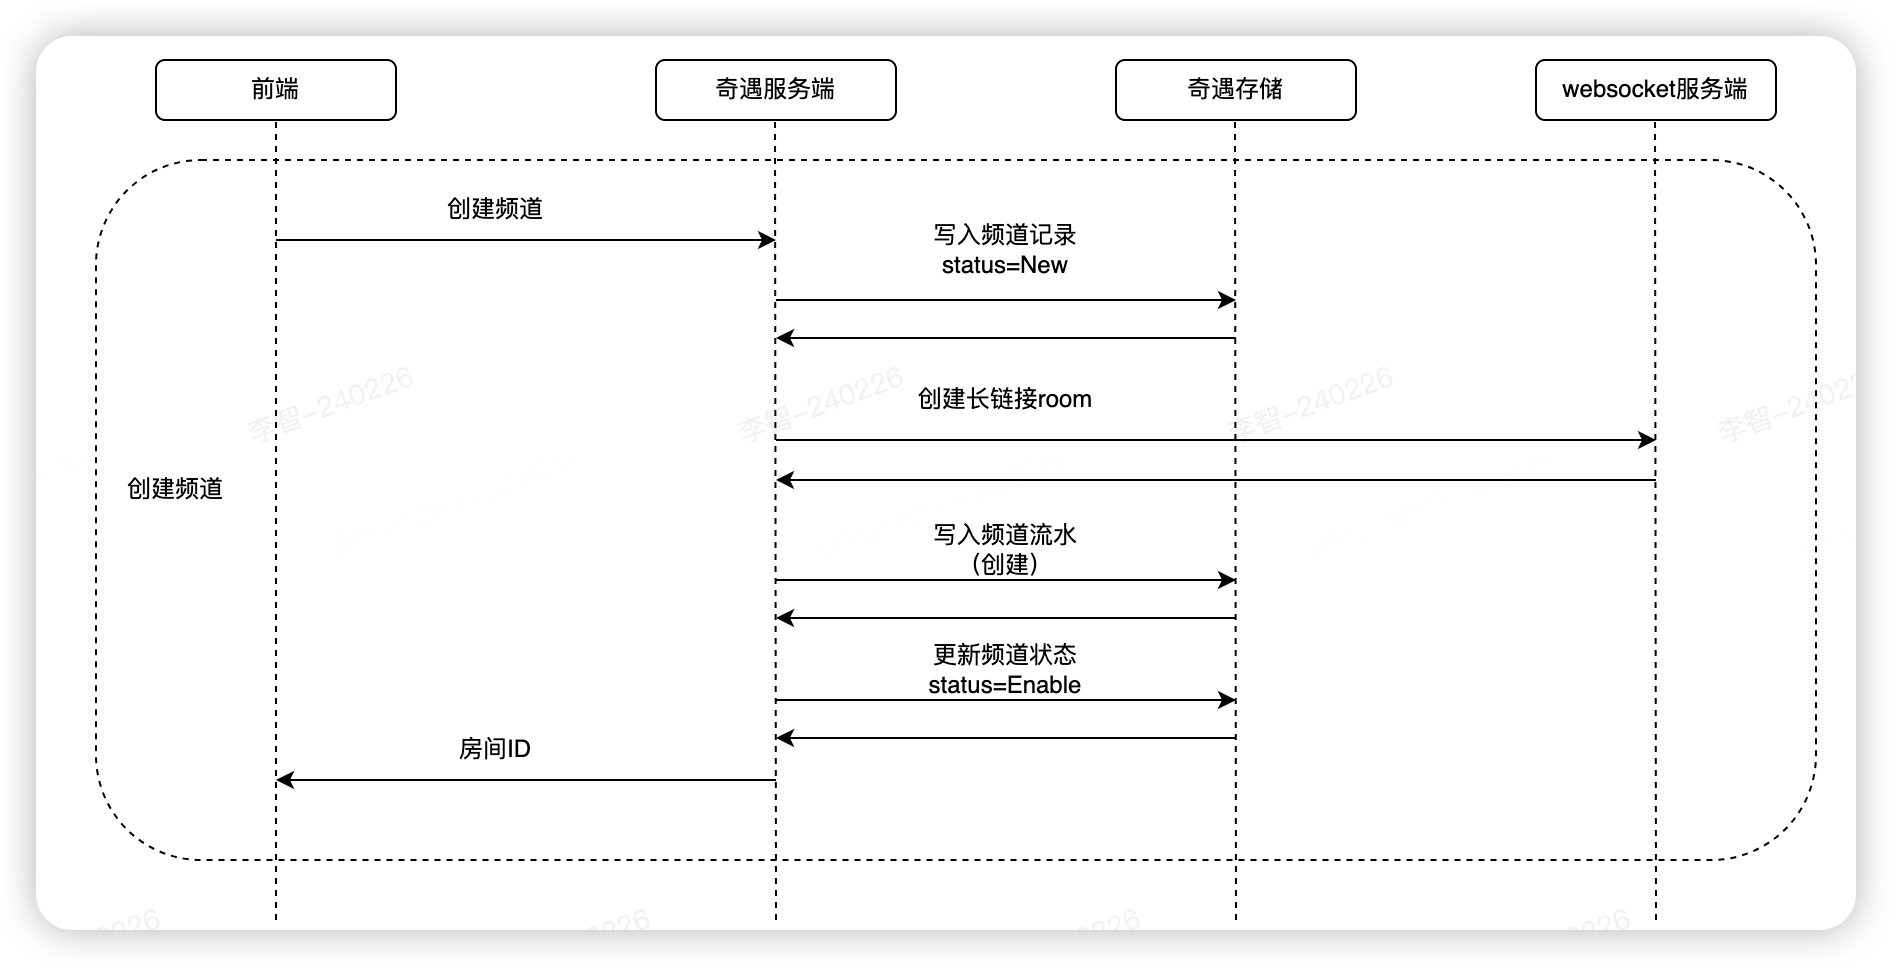 前端
奇遇服务端
奇遇存储
websocket服务端
创建频道
写入频道记录
status=New
创建长链接room
创建频道
写入频道流水
（创建）
更新频道状态
status=Enable
房间ID
李智-240226
李智-240226
李智-240226
李智-240226